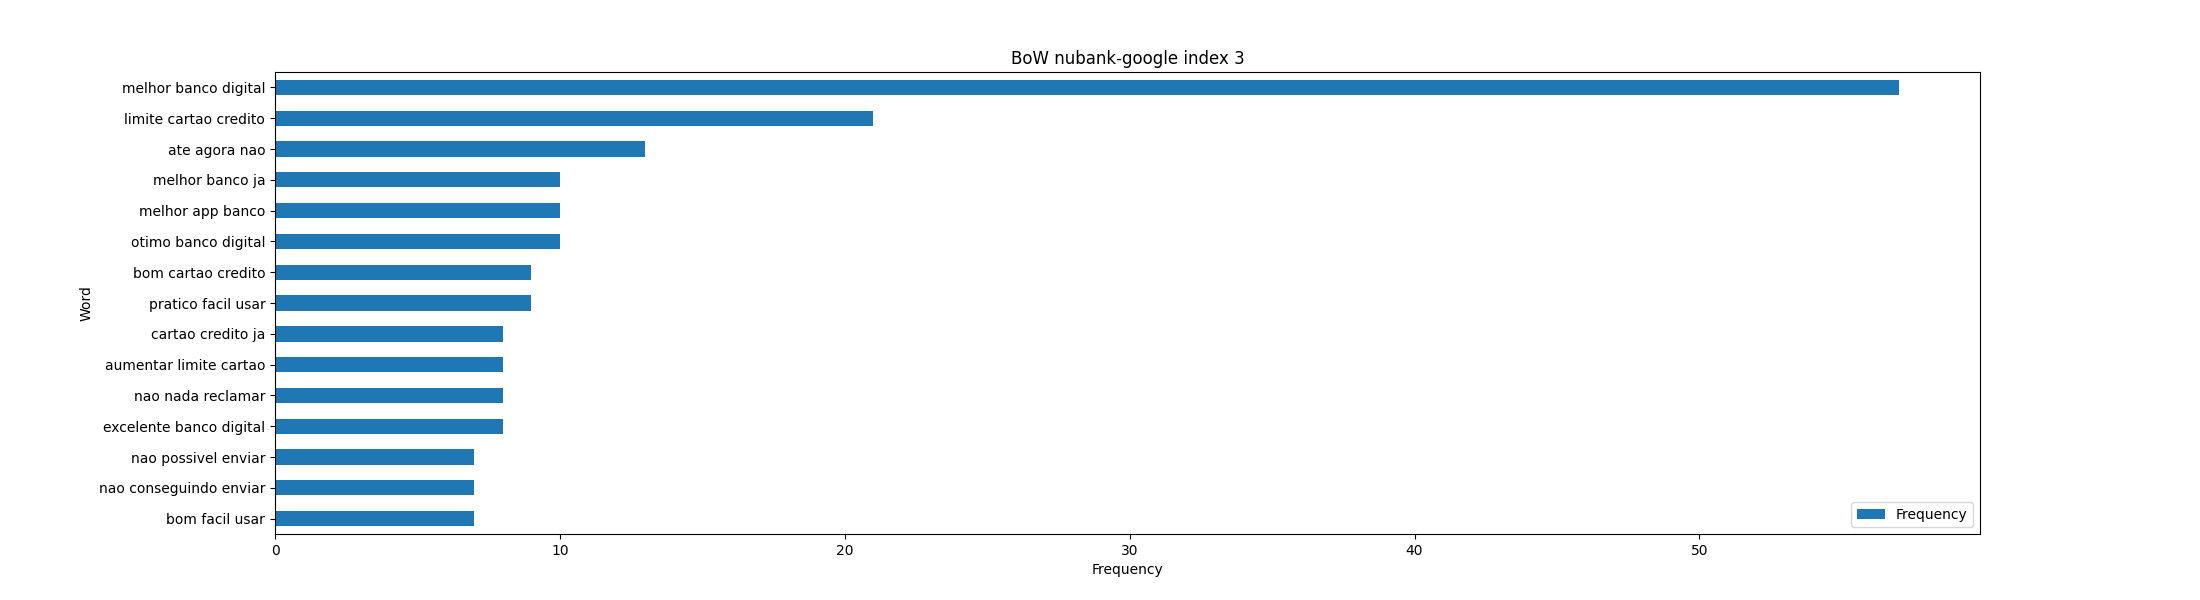 BoW nubank-google index 3
melhor banco digital
limite cartao credito
ate agora nao
melhor banco ja
melhor app banco
otimo banco digital
bom cartao credito
pratico facil usar
cartao credito ja
aumentar limite cartao
nao nada reclamar
excelente banco digital
nao possivel enviar
nao conseguindo enviar
bom facil usar
Word
Frequency
0 10 20 30 40 50
Frequency